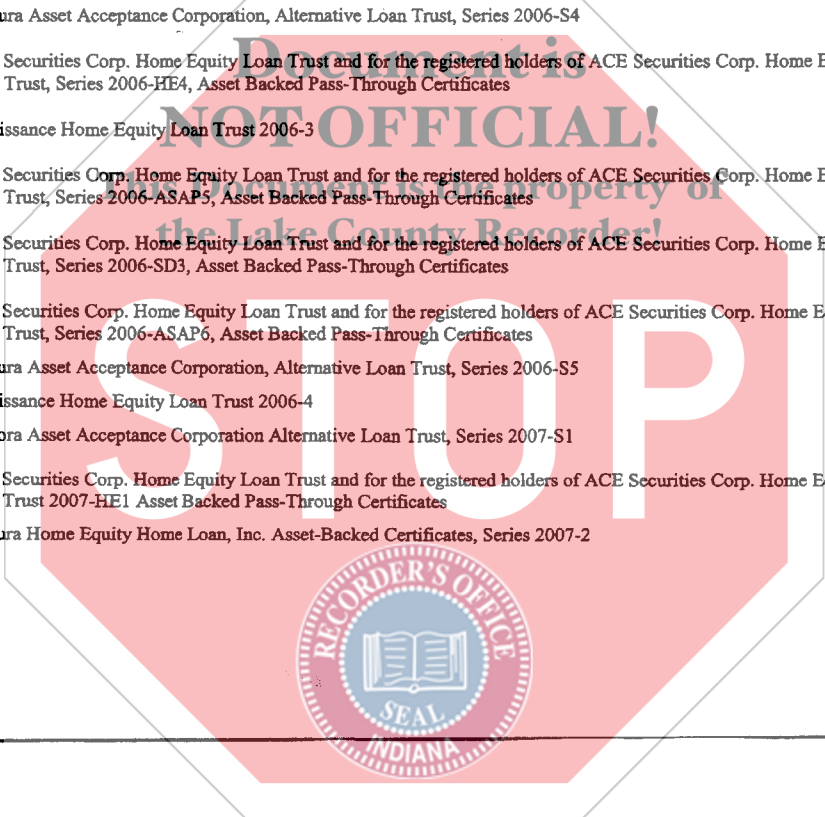 ura Asset Acceptance Corporation, Alternative Loan Trust, Series 2006-S4
Document is
Securities Corp. Home Equity Loan Trust and for the registered holders of ACE Securities Corp. Home E
Trust, Series 2006-HE4, Asset Backed Pass-Through Certificates
NOT OFFICIAL!
issance Home Equity Loan Trust 2006-3
Securities Corp. Home Equity Loan Trust and for the registered holders of ACE Securities Corp. Home E
This Document is the property of
Trust, Series 2006-ASAP5, Asset Backed Pass-Through Certificates
the Lake County Recorder!
Securities Corp. Home Equity Loan Trust and for the registered holders of ACE Securities Corp. Home E
Trust, Series 2006-SD3, Asset Backed Pass-Through Certificates
Securities Corp. Home Equity Loan Trust and for the registered holders of ACE Securities Corp. Home E
Trust, Series 2006-ASAP6, Asset Backed Pass-Through Certificates
ura Asset Acceptance Corporation, Alternative Loan Trust, Series 2006-S5
issance Home Equity Loan Trust 2006-4
STOP
ora Asset Acceptance Corporation Alternative Loan Trust, Series 2007-S1
Securities Corp. Home Equity Loan Trust and for the registered holders of ACE Securities Corp. Home E
Trust 2007-HE1 Asset Backed Pass-Through Certificates
ura Home Equity Home Loan, Inc. Asset-Backed Certificates, Series 2007-2
RECORDER'S OFFICE
SEAL
INDIANA